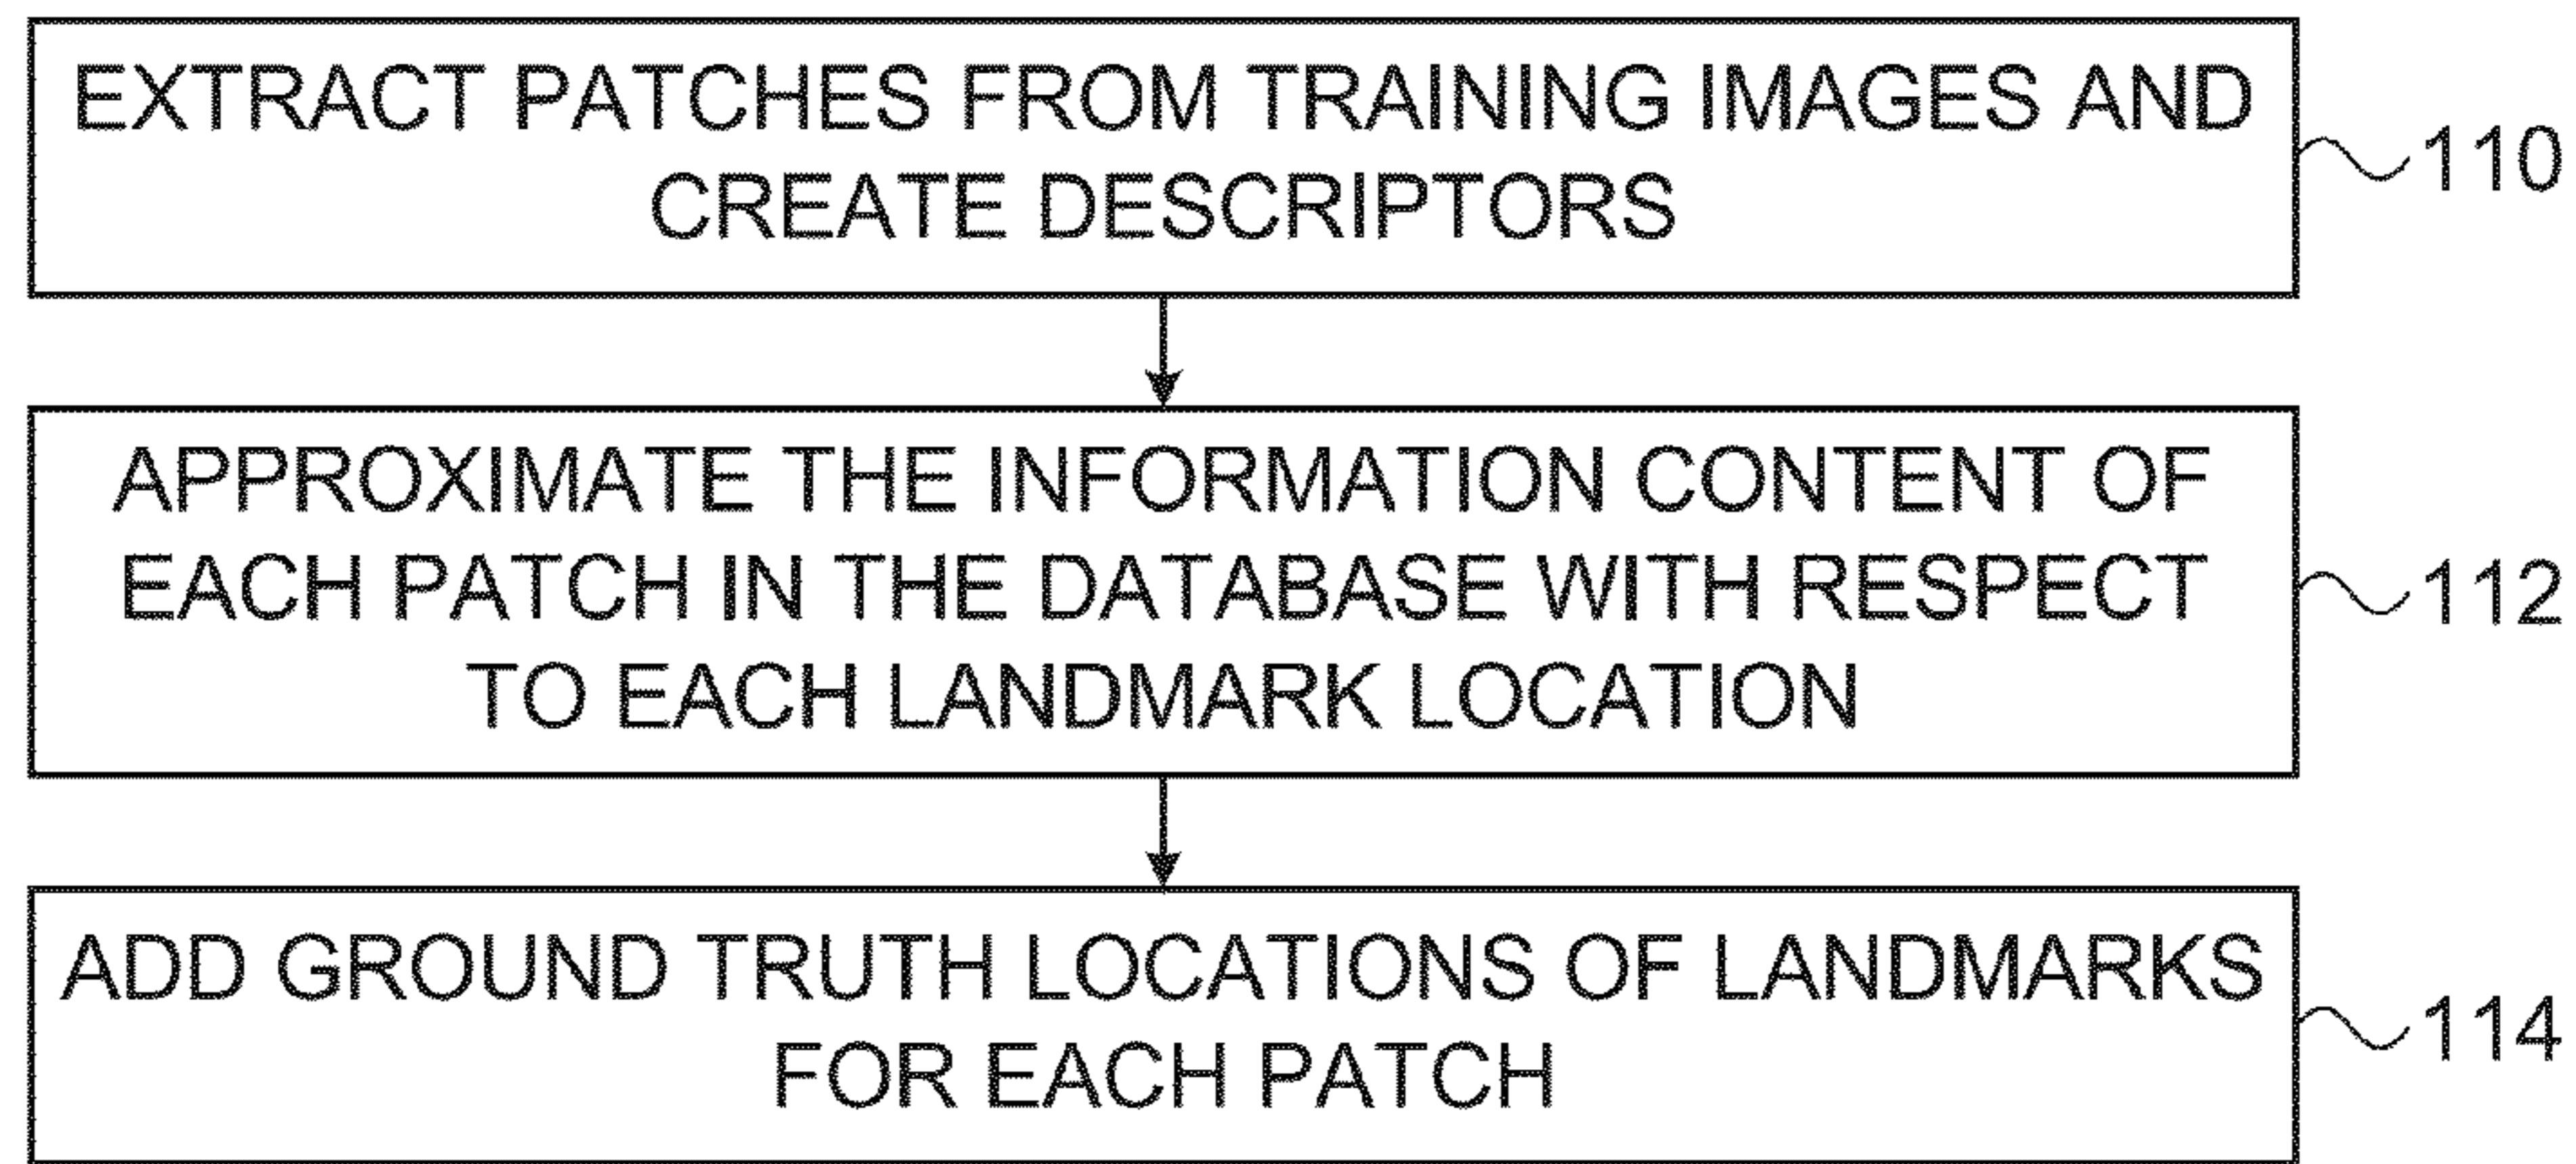 EXTRACT PATCHES FROM TRAINING IMAGES AND
CREATE DESCRIPTORS
110
APPROXIMATE THE INFORMATION CONTENT OF
EACH PATCH IN THE DATABASE WITH RESPECT
TO EACH LANDMARK LOCATION
112
ADD GROUND TRUTH LOCATIONS OF LANDMARKS
FOR EACH PATCH
114